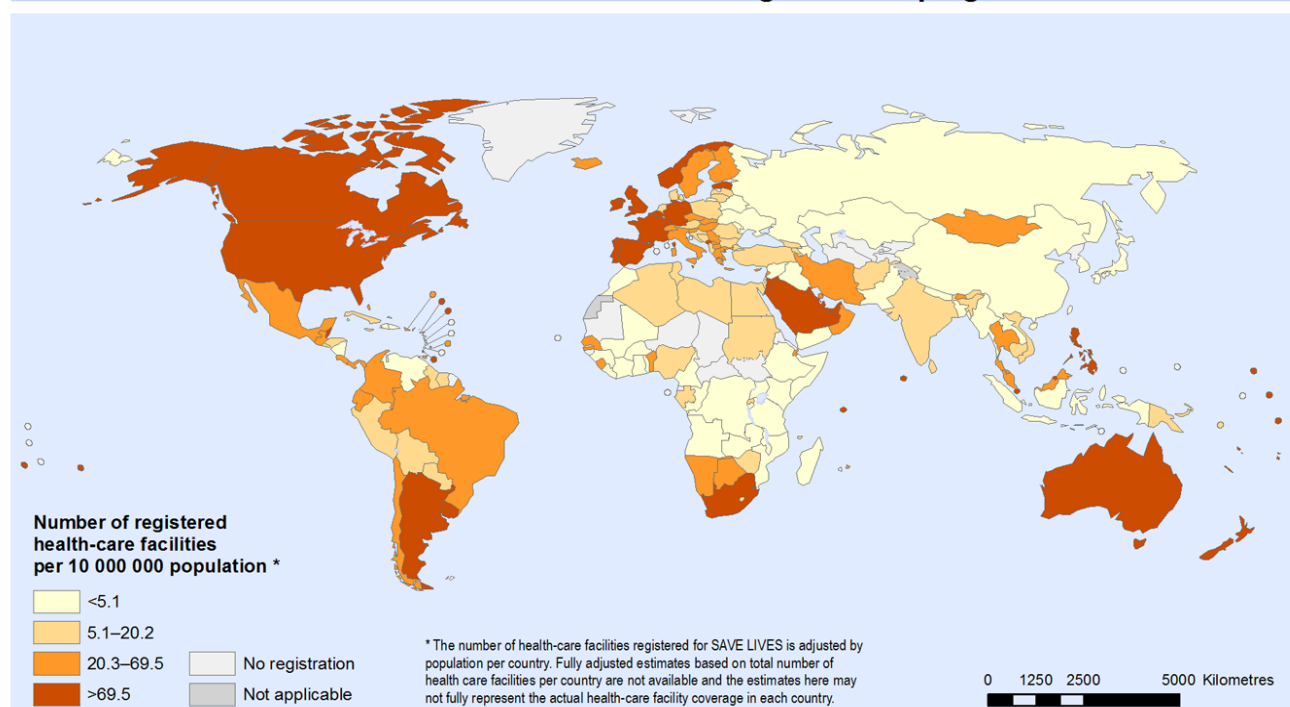 Number of registered
health-care facilities
per 10 000 000 population *
<5.1
5.1–20.2
20.3–69.5
>69.5
No registration
Not applicable
* The number of health-care facilities registered for SAVE LIVES is adjusted by
population per country. Fully adjusted estimates based on total number of
health care facilities per country are not available and the estimates here may
not fully represent the actual health-care facility coverage in each country.
0 1250 2500 5000 Kilometres